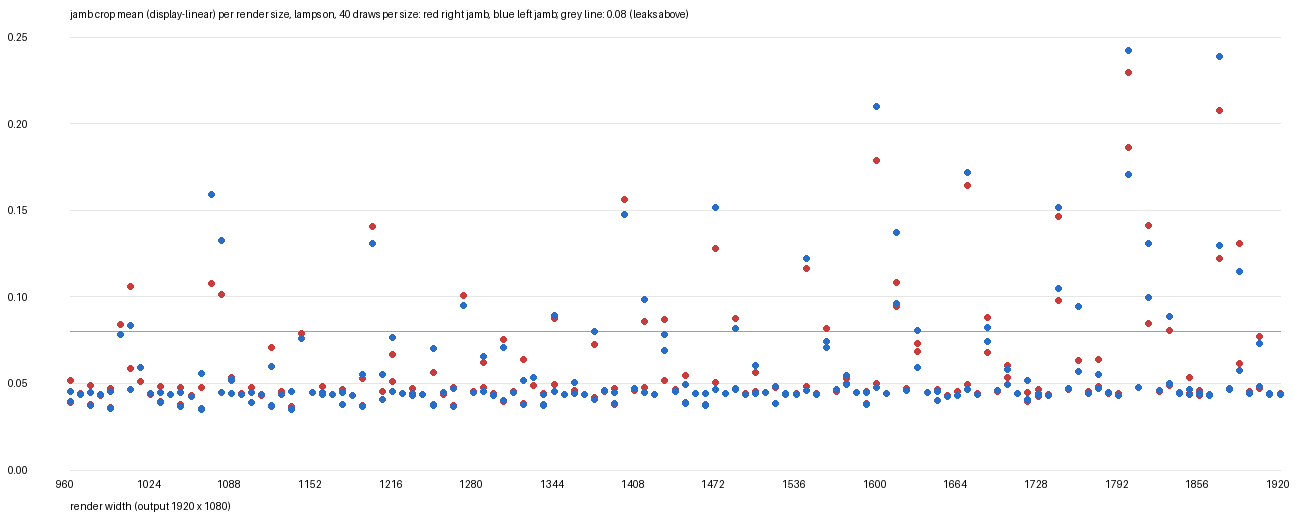 jamb crop mean (display-linear) per render size, lamps on, 40 draws per size: red right jamb, blue left jamb; grey line: 0.08 (leaks above)
0.25
0.20
0.15
0.10
0.05
0.00
960 1024 1088 1152 1216 1280 1344 1408 1472 1536 1600 1664 1728 1792 1856 1920
render width (output 1920 x 1080)